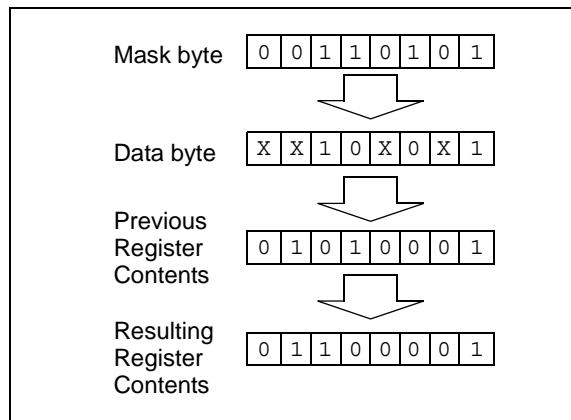 Mask byte 0 0 1 1 0 1 0 1
Data byte X X 1 0 X 0 X 1
Previous
Register 0 1 0 1 0 0 0 1
Contents
Resulting
Register 0 1 1 0 0 0 0 1
Contents